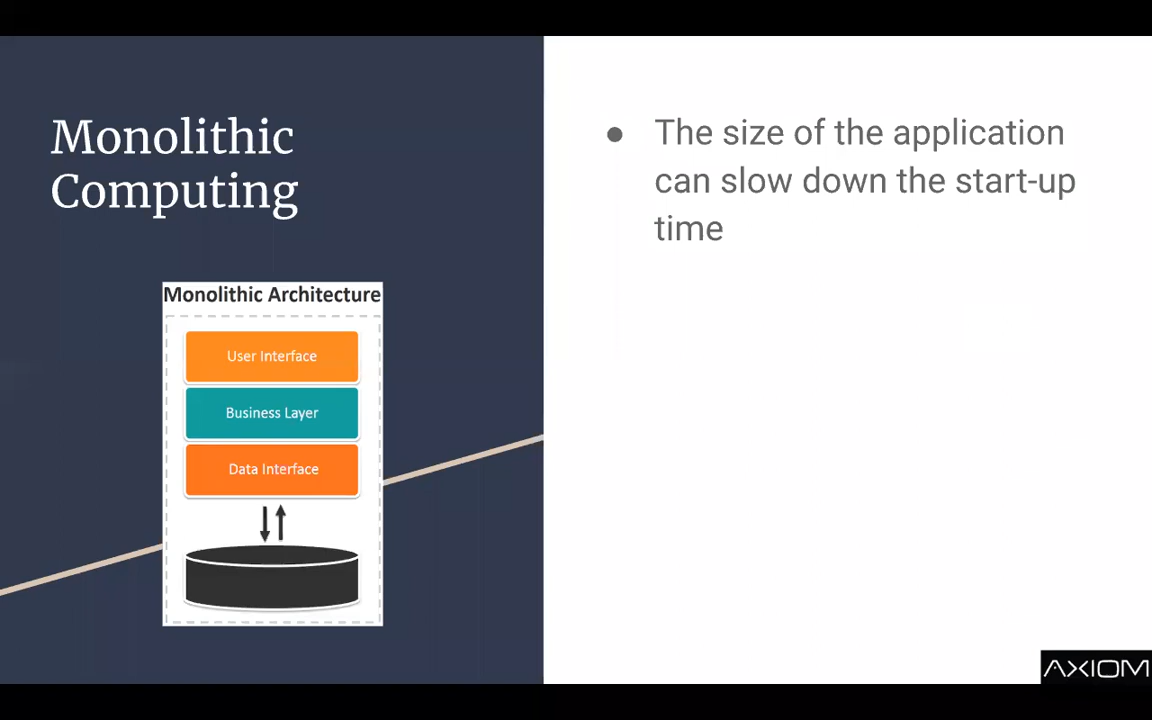 Monolithic
Computing
Monolithic Architecture
User Interface
Business Layer
Data Interface
● The size of the application
can slow down the start-up
time
AXIOM